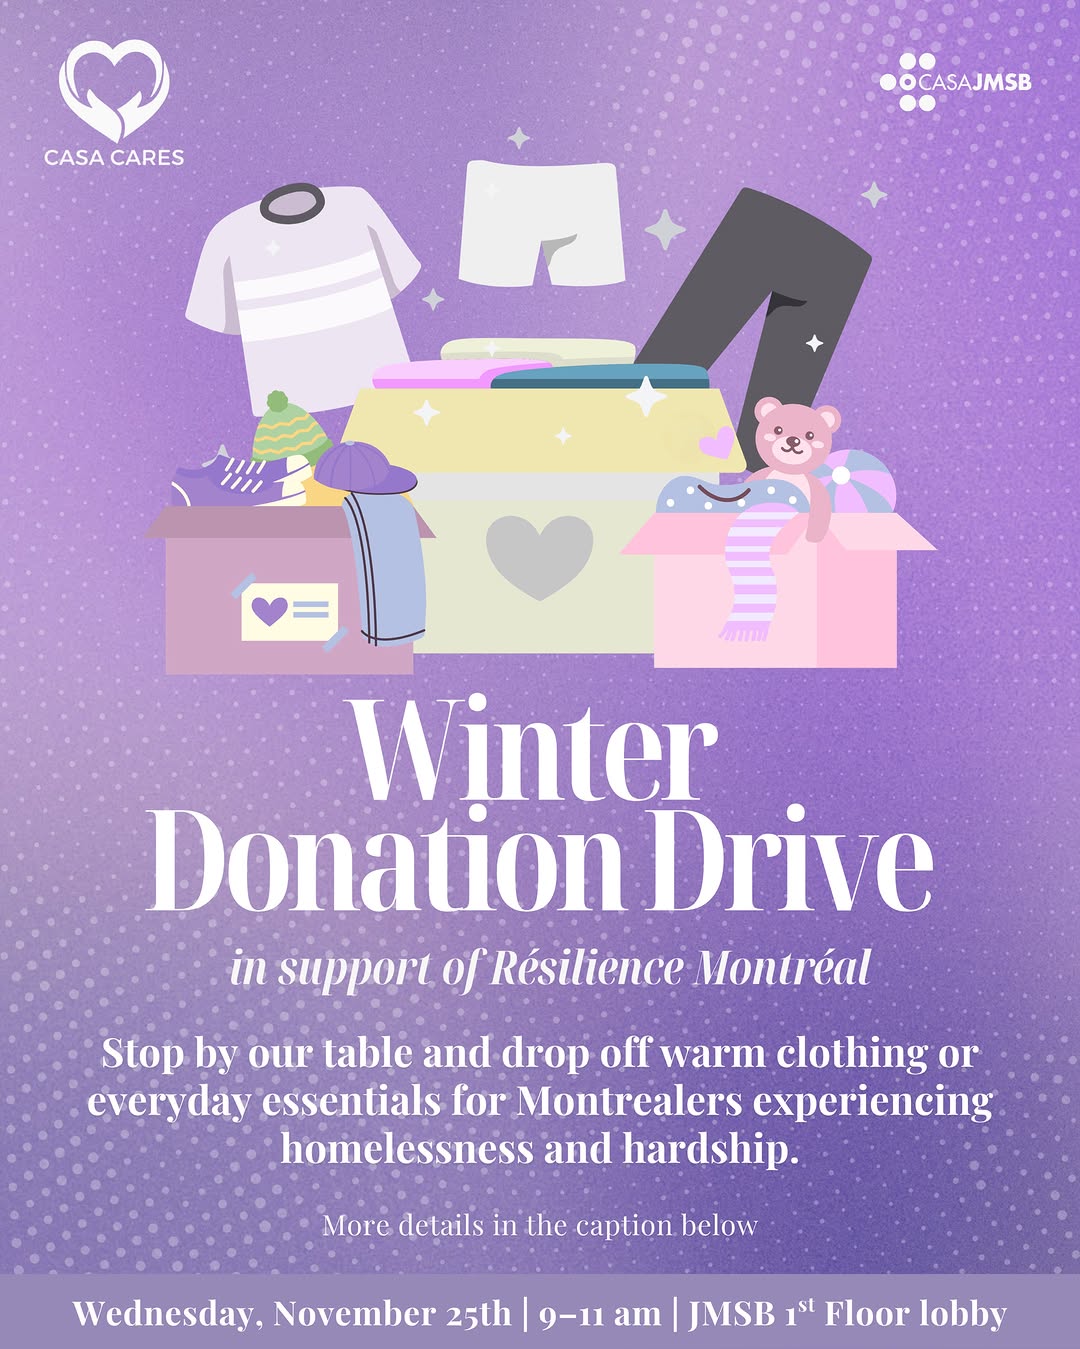 CASA CARES
CASAJMSB
Winter
Donation Drive
in support of Résilience Montréal
Stop by our table and drop off warm clothing or
everyday essentials for Montrealers experiencing
homelessness and hardship.
More details in the caption below
Wednesday, November 25th | 9–11 am | JMSB 1st Floor lobby